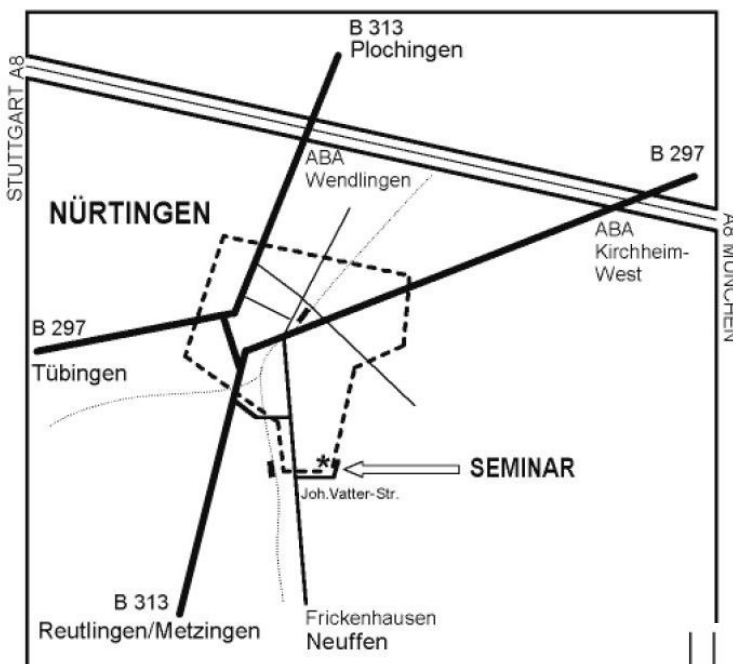 B 313
Plochingen
STUTTGART A8
ABA
Wendlingen
B 297
NÜRTINGEN
ABA
Kirchheim-
West
A8 MÜNCHEN
B 297
Tübingen
* SEMINAR
Joh.Vatter-Str.
B 313
Reutlingen/Metzingen
Frickenhausen
Neuffen